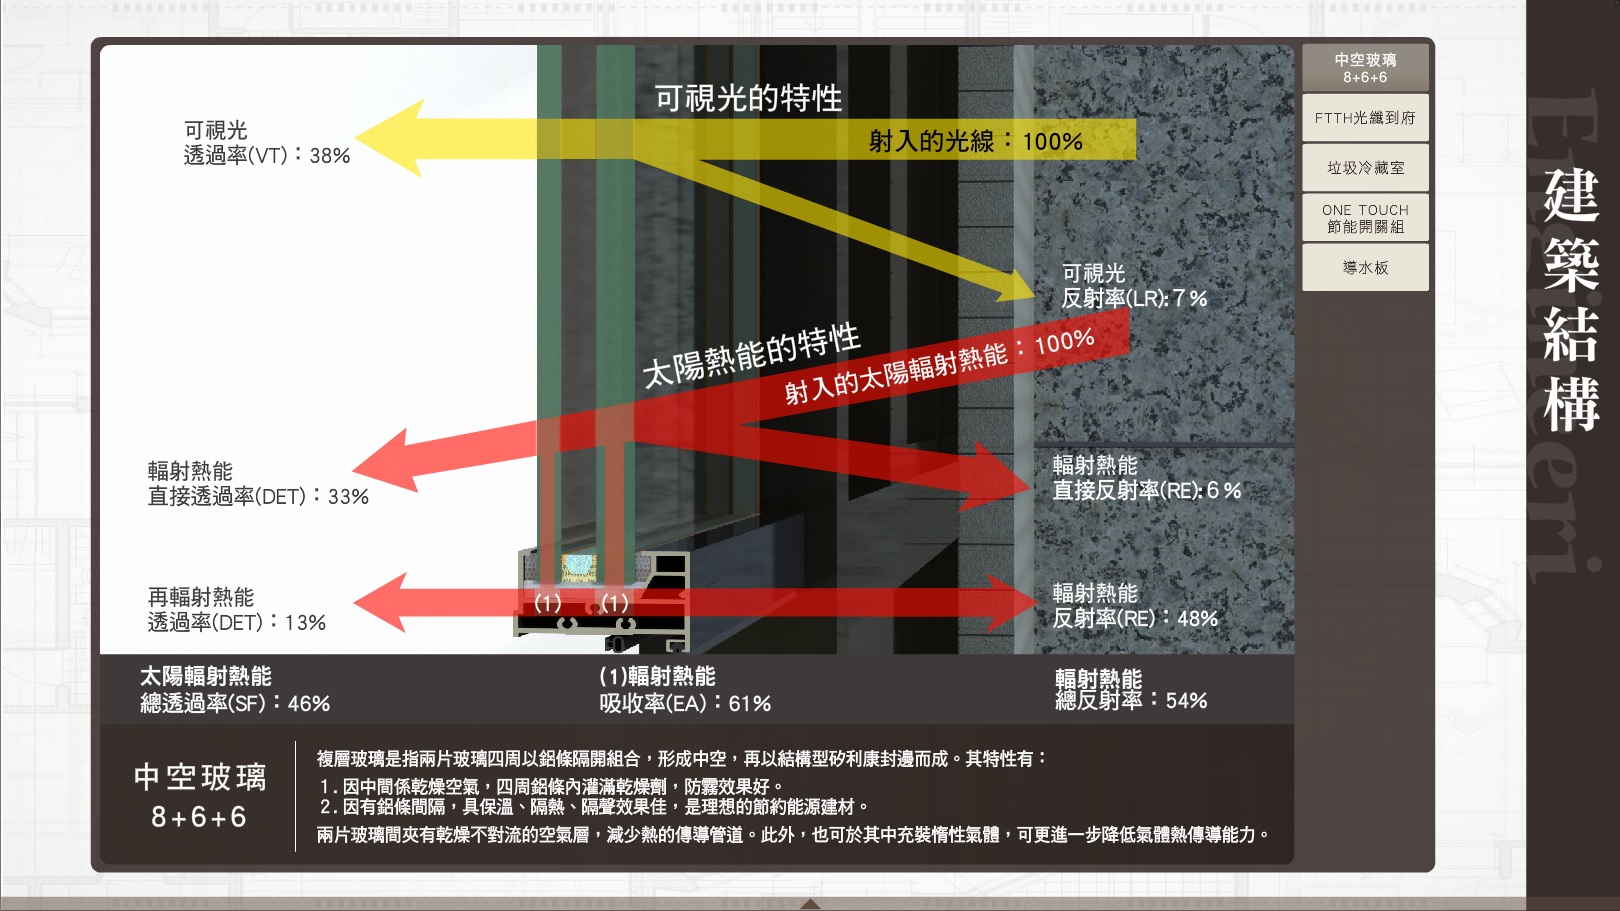 可視光的特性
可視光
透過率(VT)：38%
射入的光線：100%
可視光
反射率(LR):7%
太陽熱能的特性
射入的太陽輻射熱能：100%
輻射熱能
直接透過率(DET)：33%
輻射熱能
直接反射率(RE):6%
再輻射熱能
透過率(DET)：13%
(1)
(1)
輻射熱能
反射率(RE)：48%
太陽輻射熱能
總透過率(SF)：46%
(1)輻射熱能
吸收率(EA)：61%
輻射熱能
總反射率：54%
中空玻璃
8+6+6
複層玻璃是指兩片玻璃四周以鋁條隔開組合，形成中空，再以結構型矽利康封邊而成。其特性有：
1.因中間係乾燥空氣，四周鋁條內灌滿乾燥劑，防霧效果好。
2.因有鋁條間隔，具保溫、隔熱、隔聲效果佳，是理想的節約能源建材。
兩片玻璃間夾有乾燥不對流的空氣層，減少熱的傳導管道。此外，也可於其中充裝惰性氣體，可更進一步降低氣體熱傳導能力。
中空玻璃
8+6+6
FTTH光纖到府
垃圾冷藏室
ONE TOUCH
節能開關組
導水板
建築結構